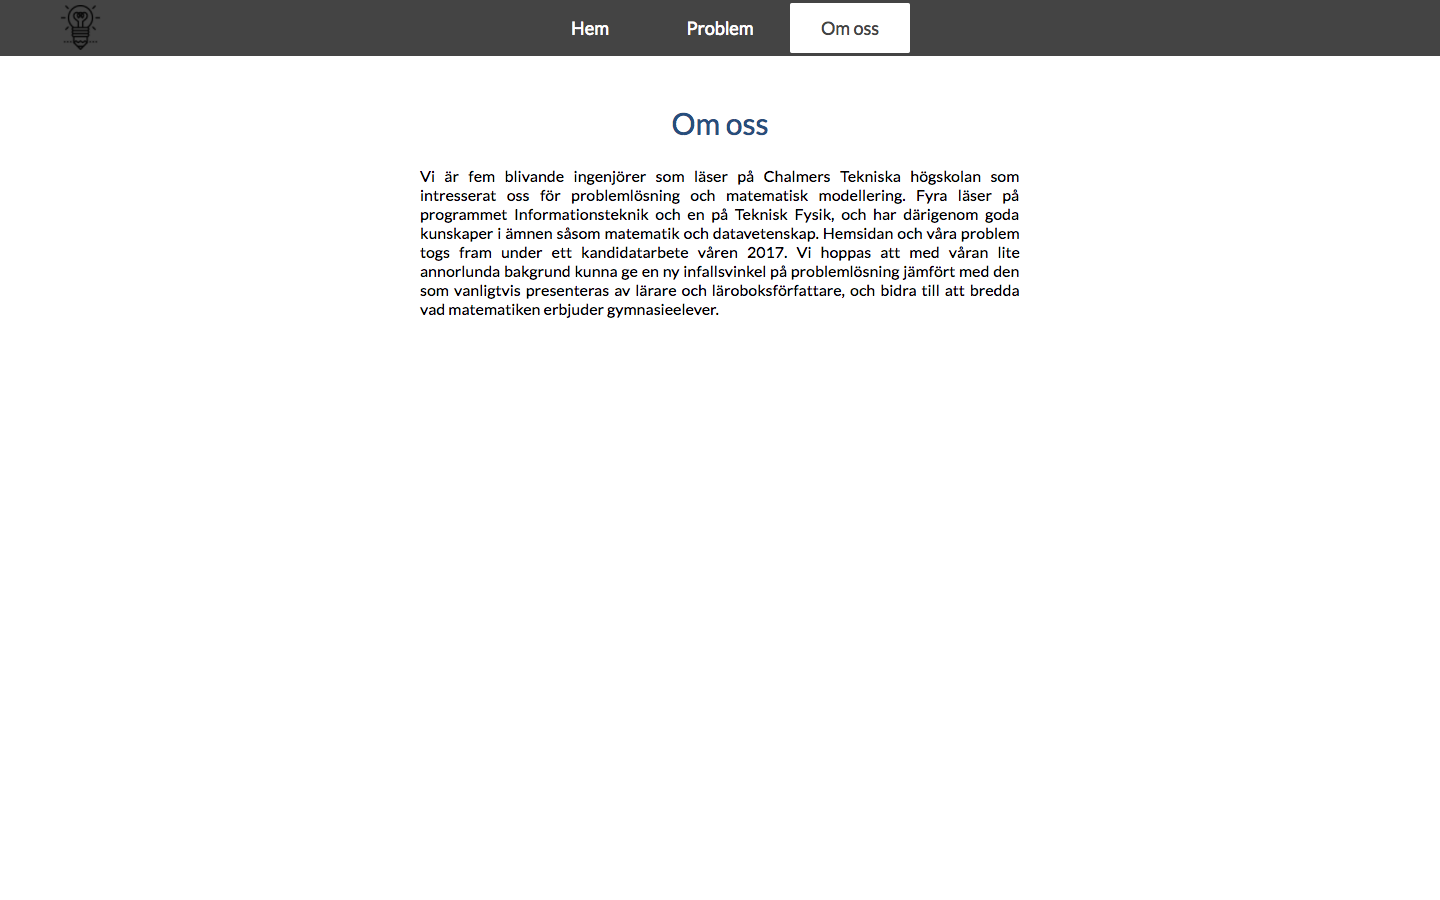 Hem
Problem
Om oss
Om oss
Vi är fem blivande ingenjörer som läser på Chalmers Tekniska högskolan som
intresserat oss för problemlösning och matematisk modellering. Fyra läser på
programmet Informationsteknik och en på Teknisk Fysik, och har därigenom goda
kunskaper i ämnen såsom matematik och datavetenskap. Hemsidan och våra problem
togs fram under ett kandidatarbete våren 2017. Vi hoppas att med våran lite
annorlunda bakgrund kunna ge en ny infallsvinkel på problemlösning jämfört med den
som vanligtvis presenteras av lärare och läroboksförfattare, och bidra till att bredda
vad matematiken erbjuder gymnasieelever.